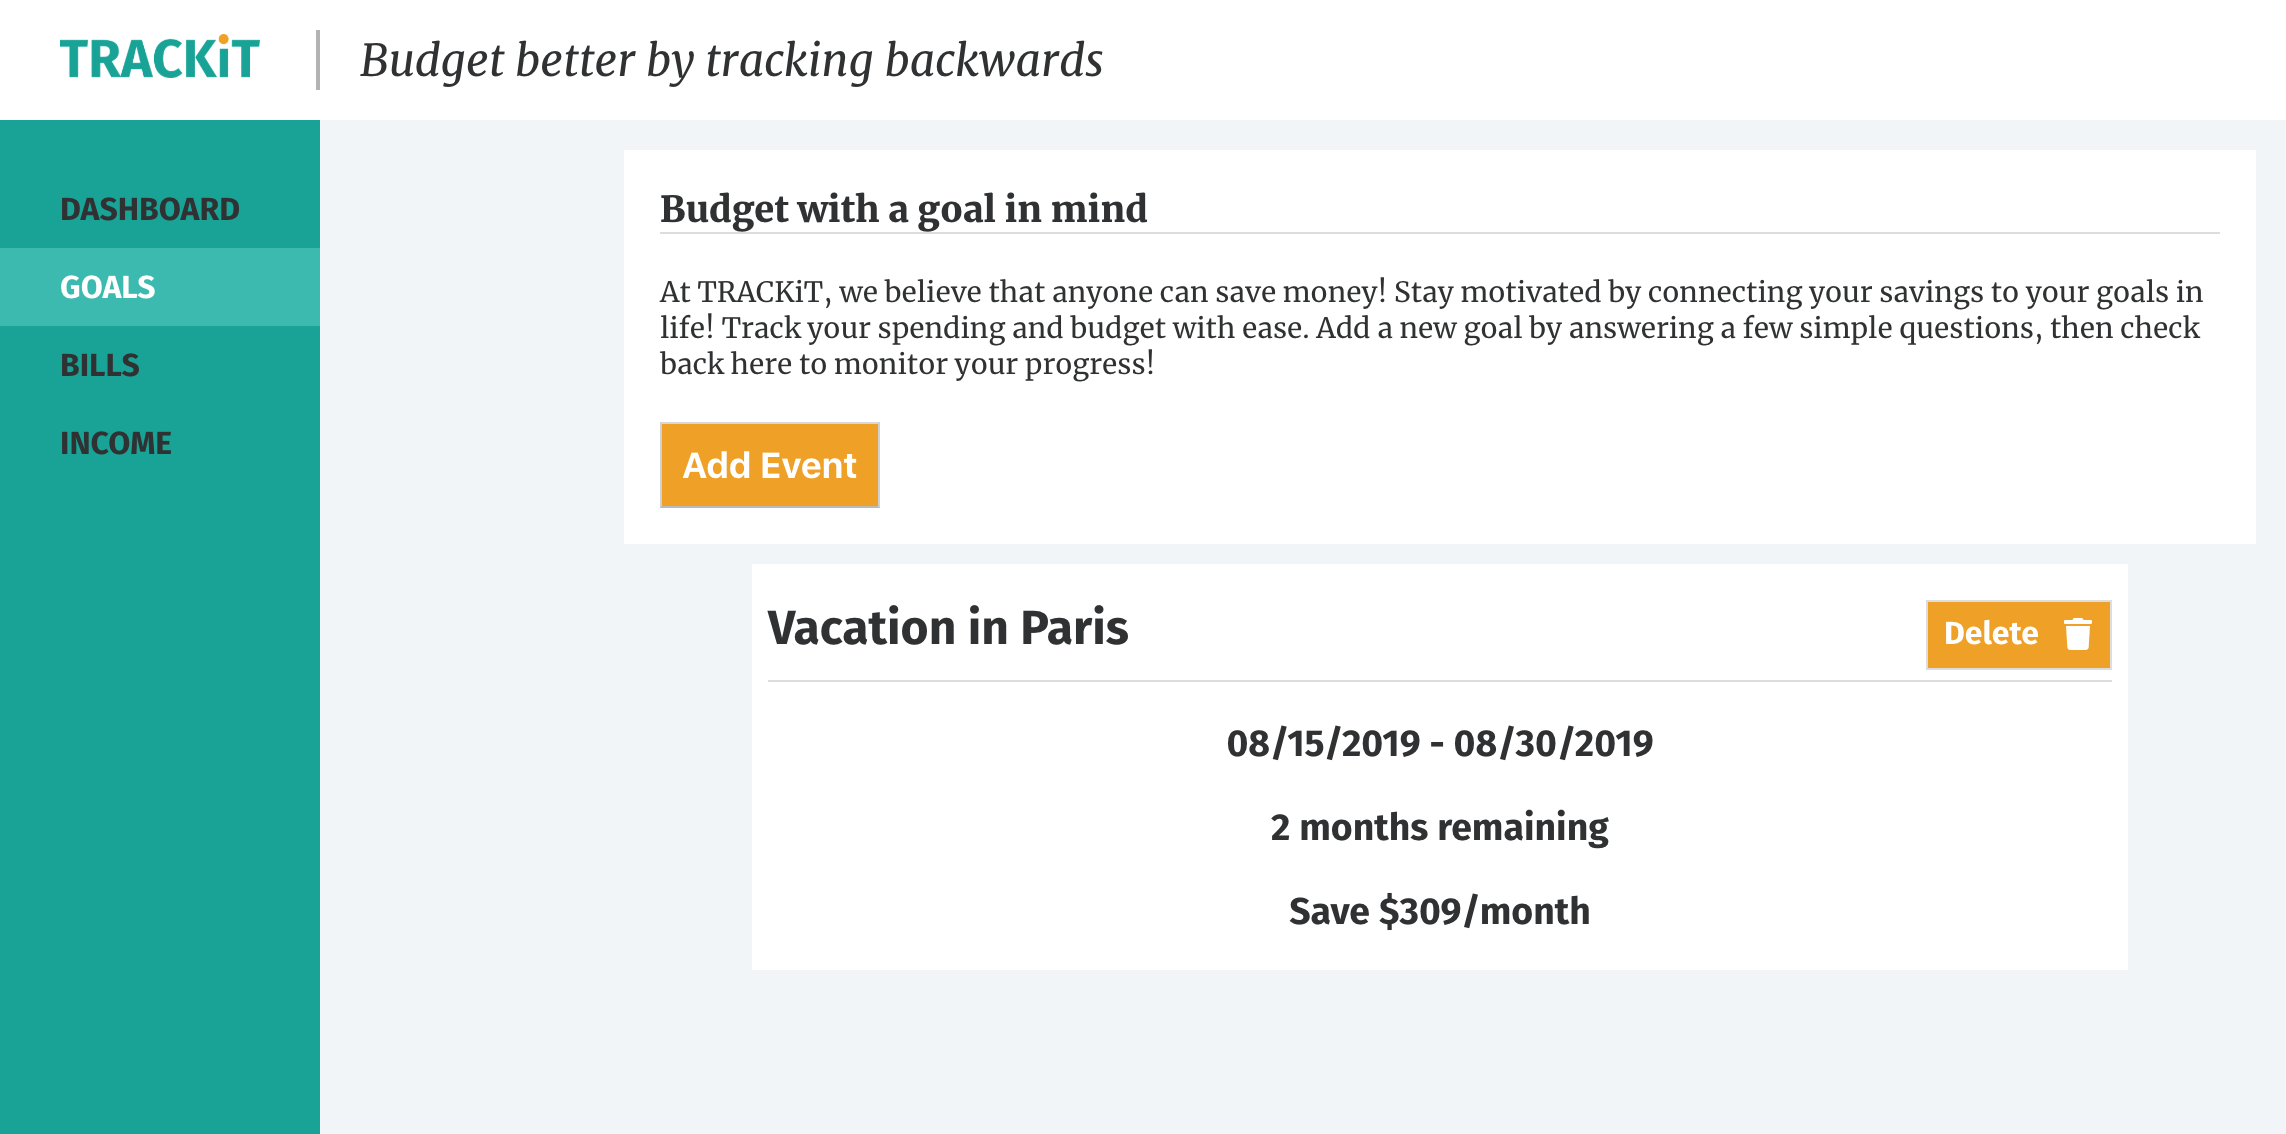 TRACKiT
Budget better by tracking backwards
DASHBOARD
GOALS
BILLS
INCOME
Budget with a goal in mind
At TRACKiT, we believe that anyone can save money! Stay motivated by connecting your savings to your goals in
life! Track your spending and budget with ease. Add a new goal by answering a few simple questions, then check
back here to monitor your progress!
Add Event
Vacation in Paris
Delete
08/15/2019 - 08/30/2019
2 months remaining
Save $309/month